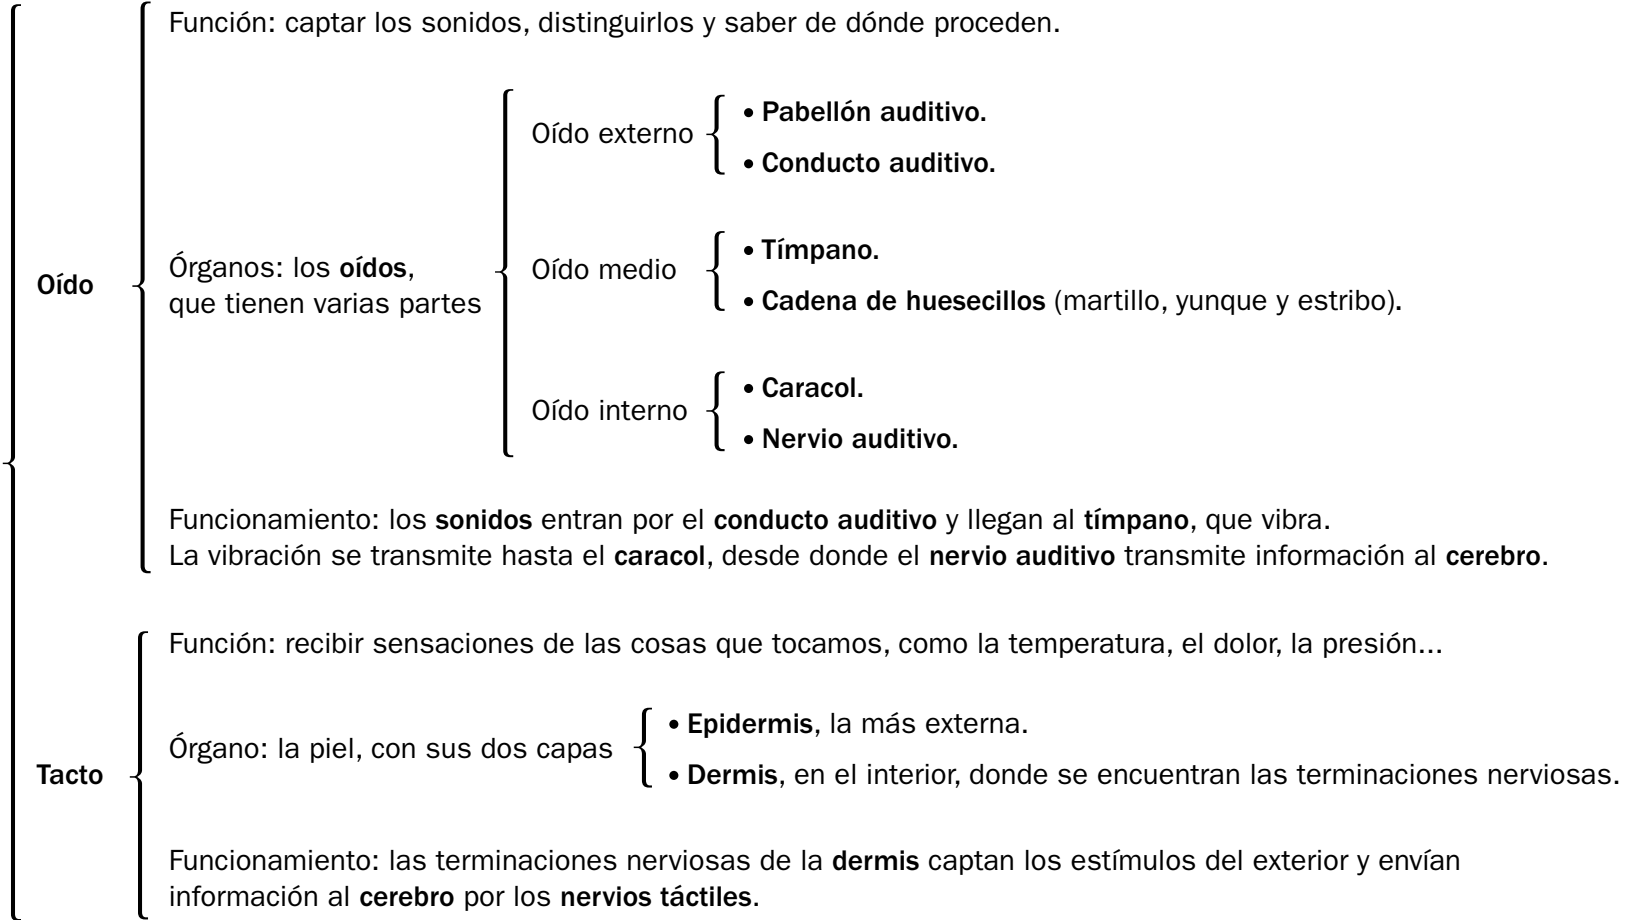 Oído
Función: captar los sonidos, distinguirlos y saber de dónde proceden.
Órganos: los oídos,
que tienen varias partes
Oído externo
• Pabellón auditivo.
• Conducto auditivo.
Oído medio
• Tímpano.
• Cadena de huesecillos (martillo, yunque y estribo).
Oído interno
• Caracol.
• Nervio auditivo.
Funcionamiento: los sonidos entran por el conducto auditivo y llegan al tímpano, que vibra.
La vibración se transmite hasta el caracol, desde donde el nervio auditivo transmite información al cerebro.
Tacto
Función: recibir sensaciones de las cosas que tocamos, como la temperatura, el dolor, la presión...
Órgano: la piel, con sus dos capas
• Epidermis, la más externa.
• Dermis, en el interior, donde se encuentran las terminaciones nerviosas.
Funcionamiento: las terminaciones nerviosas de la dermis captan los estímulos del exterior y envían
información al cerebro por los nervios táctiles.